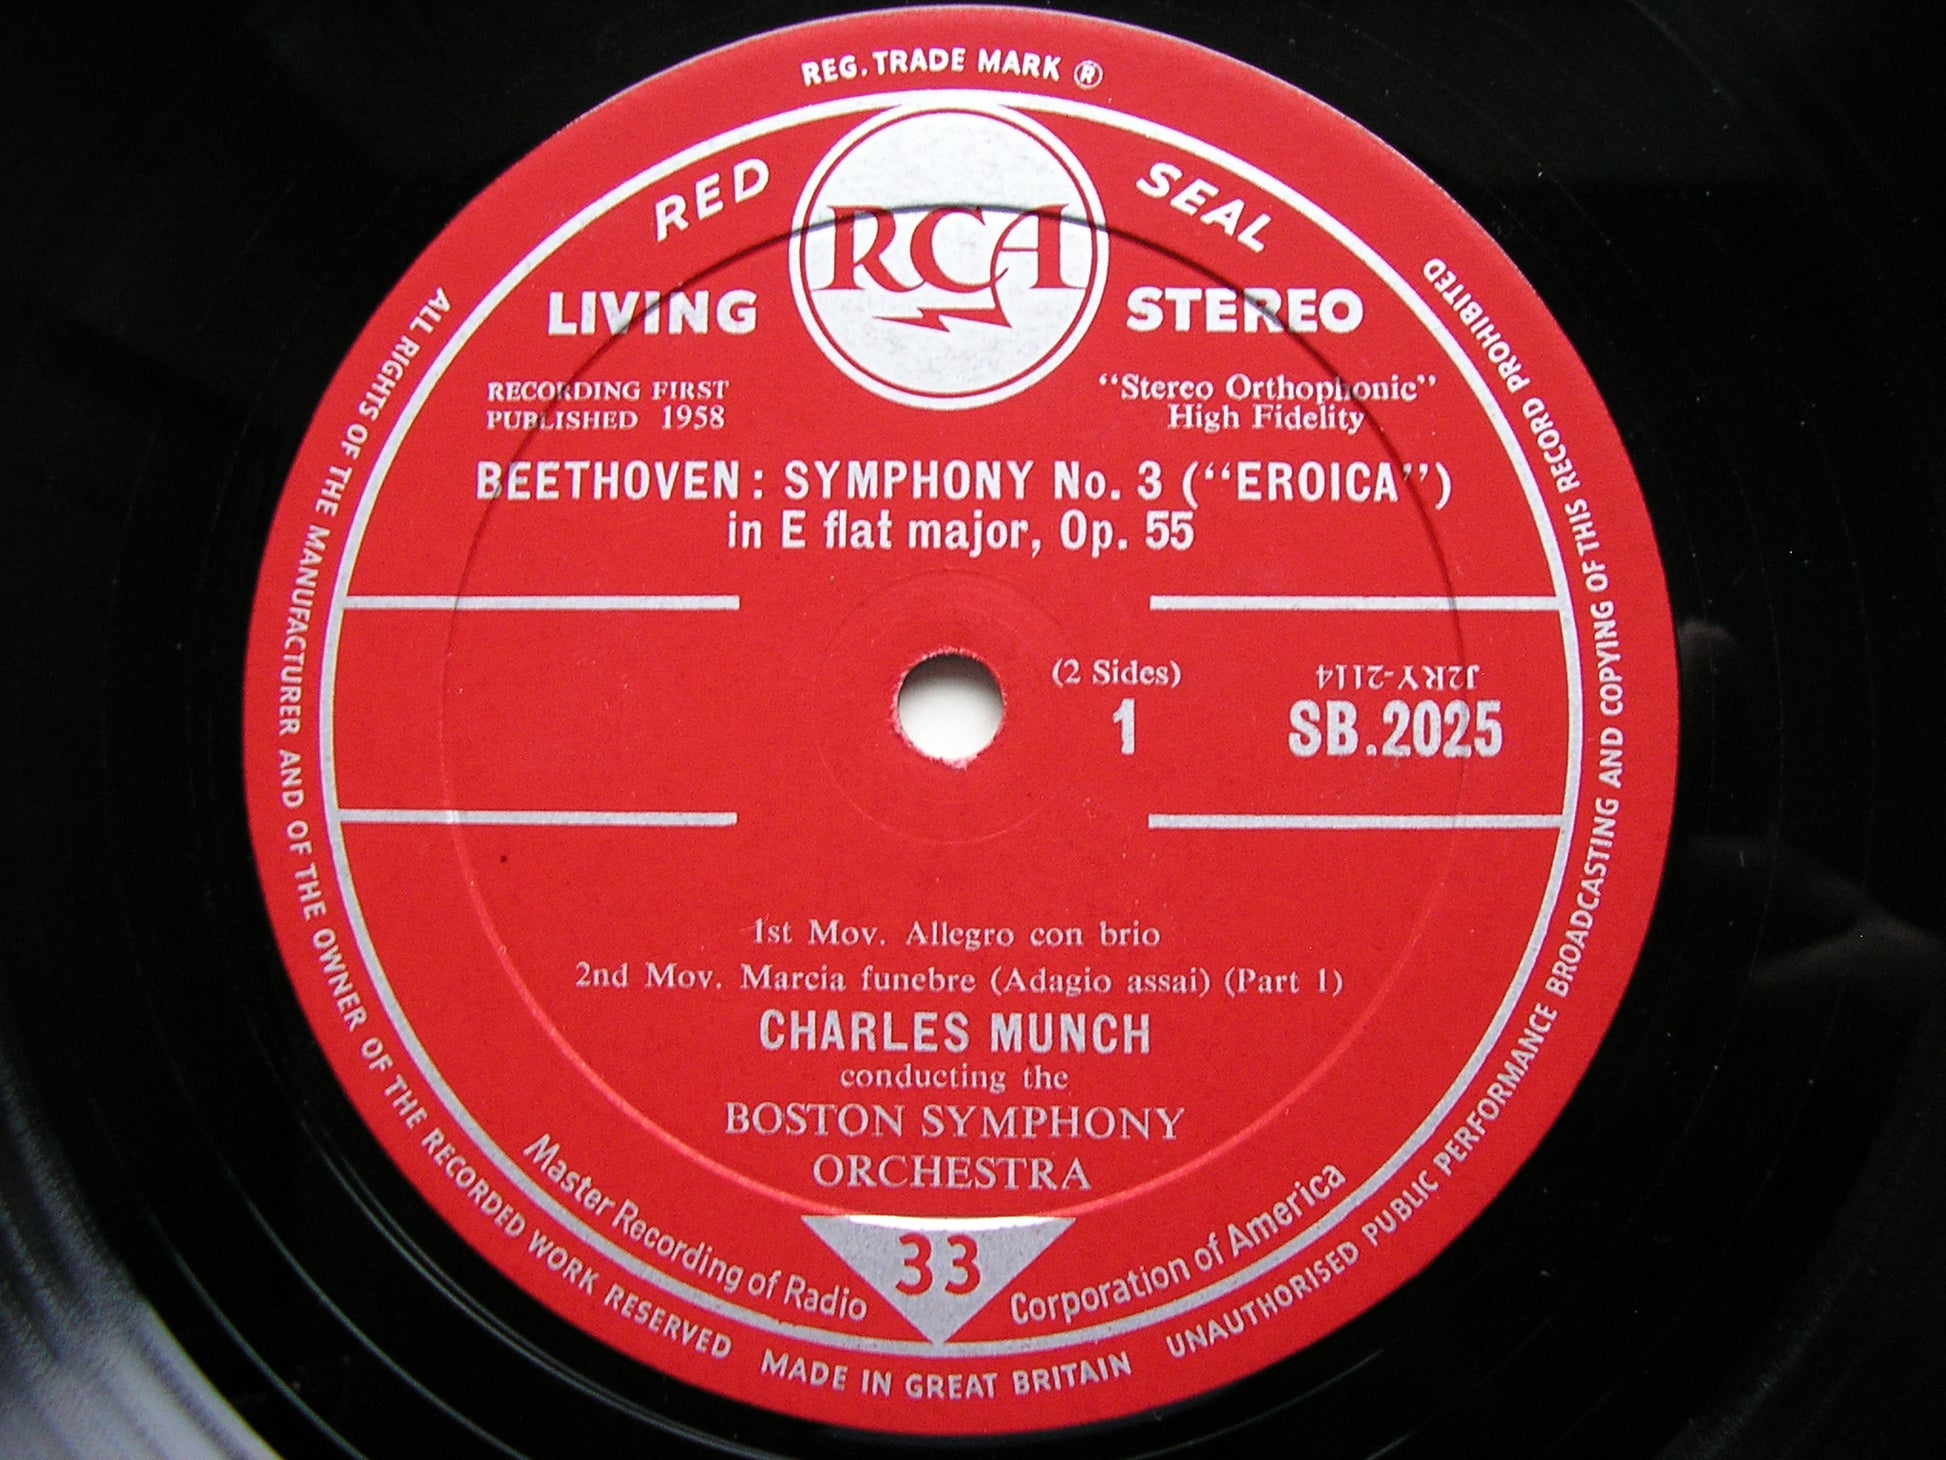 REG. TRADE MARK ®
RED SEAL
RCA
LIVING STEREO
RECORDING FIRST
PUBLISHED 1958
"Stereo Orthophonic"
High Fidelity
BEETHOVEN : SYMPHONY No. 3 ("EROICA")
in E flat major, Op. 55
(2 Sides)
1
J2RY-2114
SB.2025
1st Mov. Allegro con brio
2nd Mov. Marcia funebre (Adagio assai) (Part 1)
CHARLES MUNCH
conducting the
BOSTON SYMPHONY
ORCHESTRA
33
Master Recording of Radio Corporation of America
ALL RIGHTS OF THE MANUFACTURER AND OF THE OWNER OF THE RECORDED WORK RESERVED
MADE IN GREAT BRITAIN
UNAUTHORISED PUBLIC PERFORMANCE BROADCASTING AND COPYING OF THIS RECORD PROHIBITED